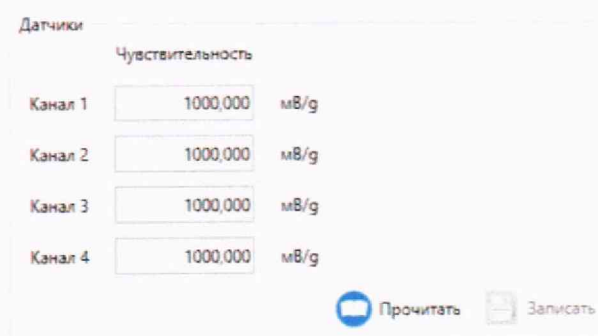 Датчики
Чувствительность
Канал 1 1000,000 мВ/g
Канал 2 1000,000 мВ/g
Канал 3 1000,000 мВ/g
Канал 4 1000,000 мВ/g
Прочитать Записать